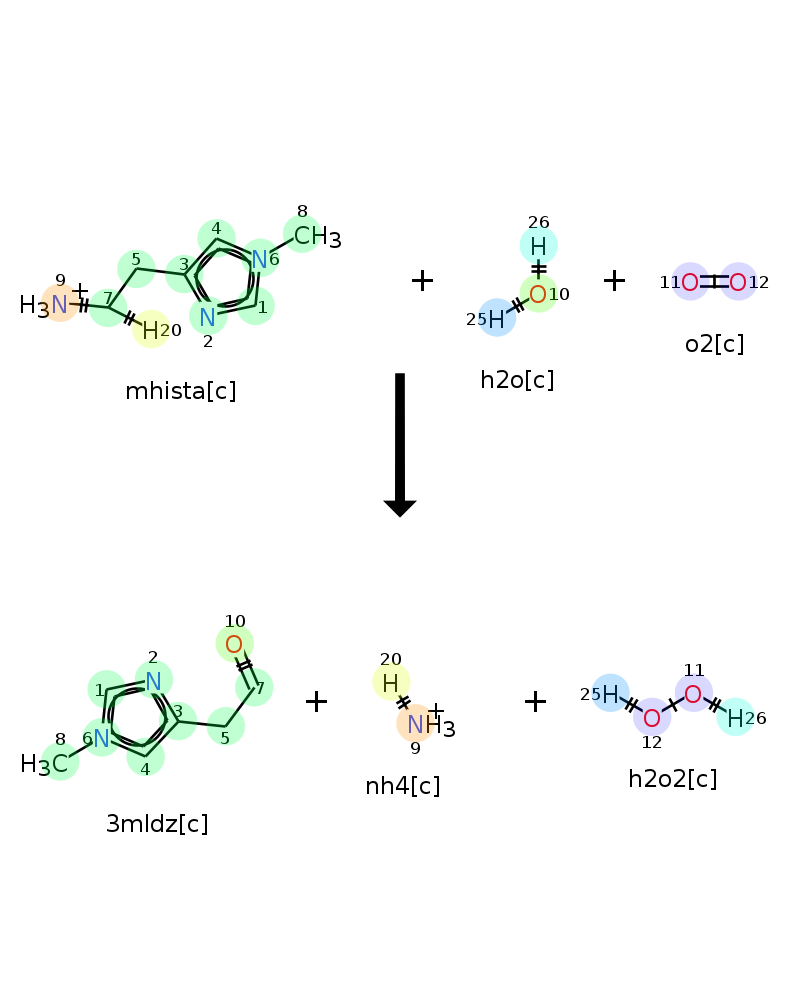 8
4
CH3
5
3
N6
9
+
7
H3N
1
H20
N
2
mhista[c]
+
26
H
O10
25H
h2o[c]
+
11O
O12
o2[c]
10
O
2
1
N
7
3
6N
8
5
H3C
4
3mldz[c]
+
20
H
+
NH3
9
nh4[c]
+
11
25H
O
O
H26
12
h2o2[c]